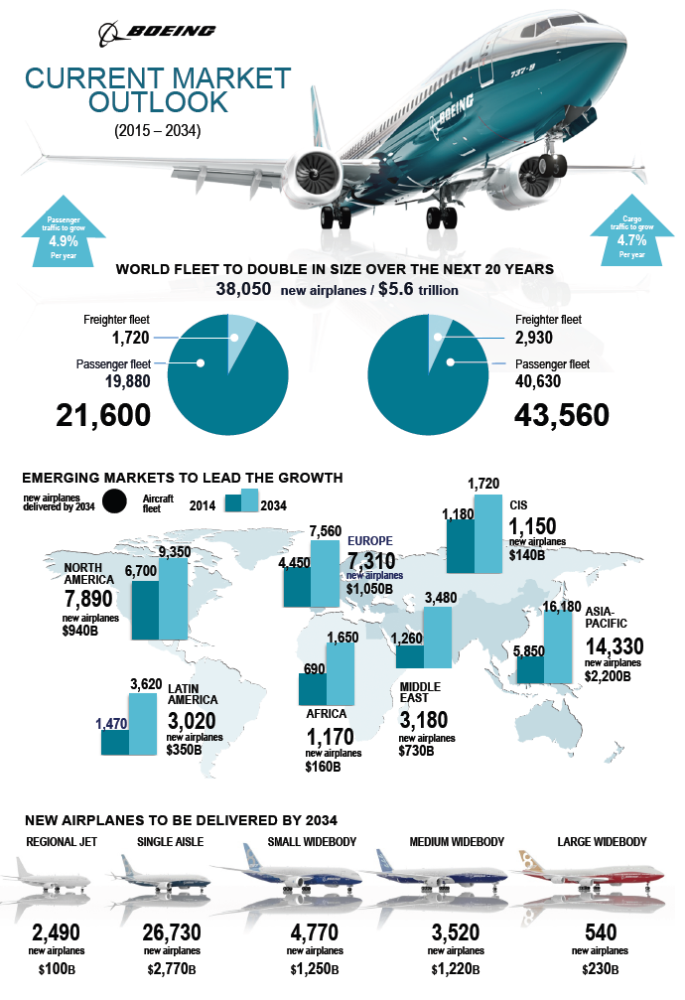 BOEING
CURRENT MARKET
OUTLOOK
(2015 – 2034)
737-9
BOEING
Passenger
traffic to grow
4.9%
Per year
Cargo
traffic to grow
4.7%
Per year
WORLD FLEET TO DOUBLE IN SIZE OVER THE NEXT 20 YEARS
38,050 new airplanes / $5.6 trillion
Freighter fleet
1,720
Passenger fleet
19,880
21,600
Freighter fleet
2,930
Passenger fleet
40,630
43,560
EMERGING MARKETS TO LEAD THE GROWTH
new airplanes
delivered by 2034
Aircraft
fleet
2014
2034
NORTH
AMERICA
7,890
new airplanes
$940B
6,700
9,350
4,450
7,560
EUROPE
7,310
new airplanes
$1,050B
1,180
1,720
CIS
1,150
new airplanes
$140B
1,470
3,620
LATIN
AMERICA
3,020
new airplanes
$350B
690
1,650
AFRICA
1,170
new airplanes
$160B
1,260
3,480
MIDDLE
EAST
3,180
new airplanes
$730B
5,850
16,180
ASIA-
PACIFIC
14,330
new airplanes
$2,200B
NEW AIRPLANES TO BE DELIVERED BY 2034
REGIONAL JET
SINGLE AISLE
SMALL WIDEBODY
MEDIUM WIDEBODY
LARGE WIDEBODY
2,490
new airplanes
$100B
26,730
new airplanes
$2,770B
4,770
new airplanes
$1,250B
3,520
new airplanes
$1,220B
540
new airplanes
$230B